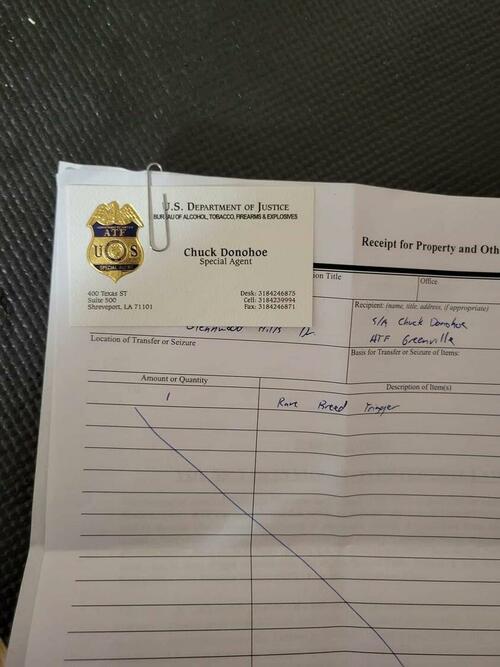 U.S. DEPARTMENT OF JUSTICE
BUREAU OF ALCOHOL, TOBACCO, FIREARMS & EXPLOSIVES
ATF
U S
SPECIAL AGENT
Chuck Donohoe
Special Agent
400 Texas ST
Suite 500
Shreveport, LA 71101
Desk: 3184246875
Cell: 3184239994
Fax: 3184246871
Receipt for Property and Oth
ion Title
Office
Recipient: (name, title, address, if appropriate)
S/A Chuck Donohoe
ATF Greenville
Hills Dr.
Location of Transfer or Seizure
Basis for Transfer or Seizure of Items:
Amount or Quantity
Description of Item(s)
1
Rare Breed Trigger